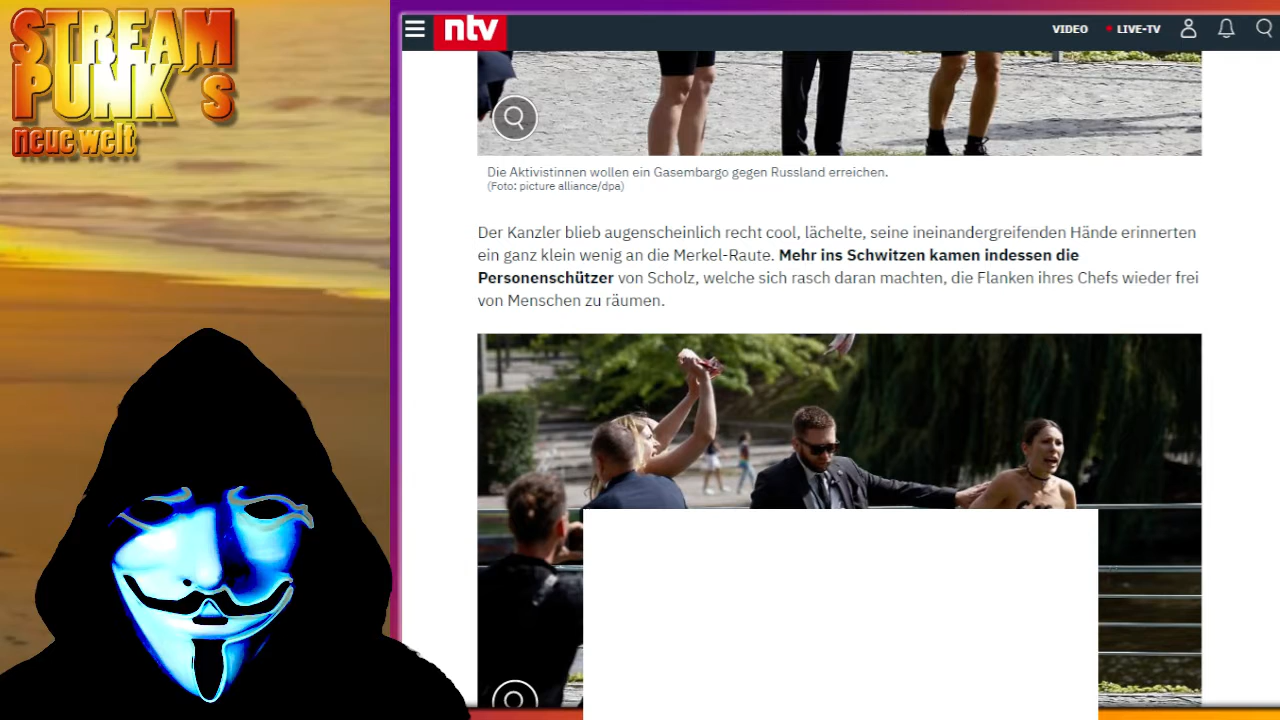 STREAM
PUNK´s
neue welt
ntv
VIDEO
LIVE-TV
Die Aktivistinnen wollen ein Gasembargo gegen Russland erreichen.
(Foto: picture alliance/dpa)
Der Kanzler blieb augenscheinlich recht cool, lächelte, seine ineinandergreifenden Hände erinnerten
ein ganz klein wenig an die Merkel-Raute. Mehr ins Schwitzen kamen indessen die
Personenschützer von Scholz, welche sich rasch daran machten, die Flanken ihres Chefs wieder frei
von Menschen zu räumen.